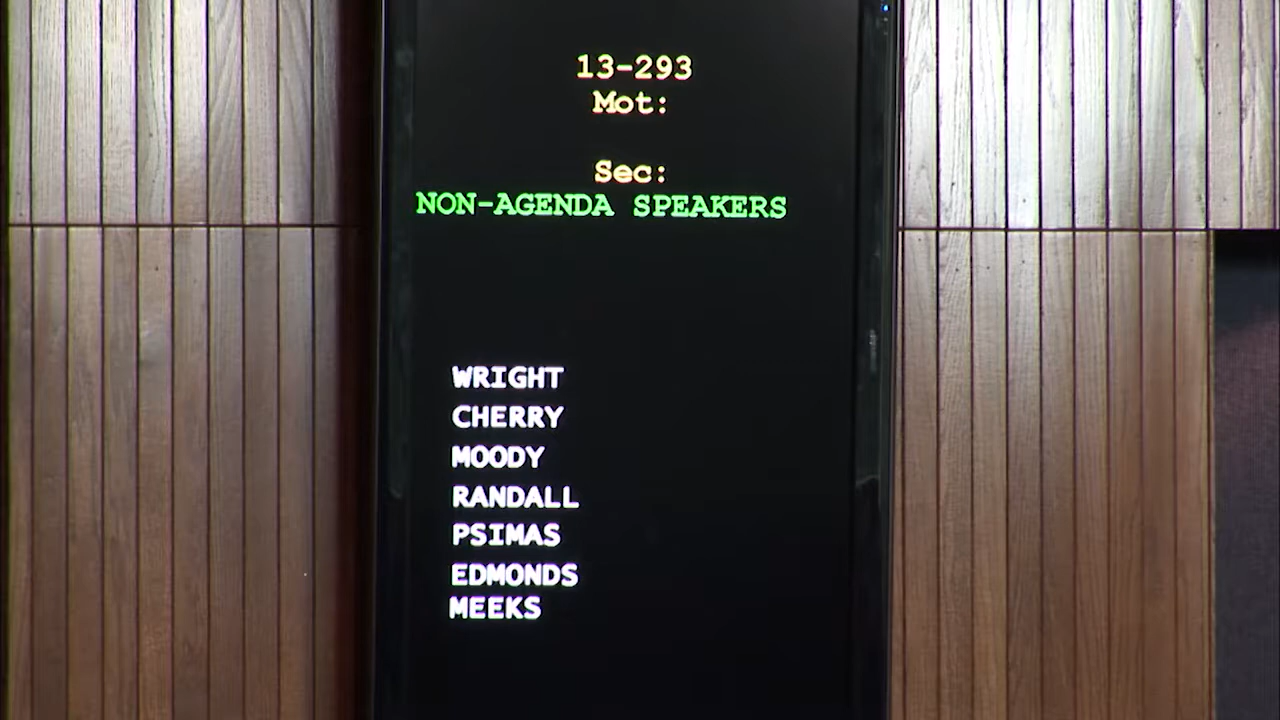 13-293
Mot:
Sec:
NON-AGENDA SPEAKERS
WRIGHT
CHERRY
MOODY
RANDALL
PSIMAS
EDMONDS
MEEKS